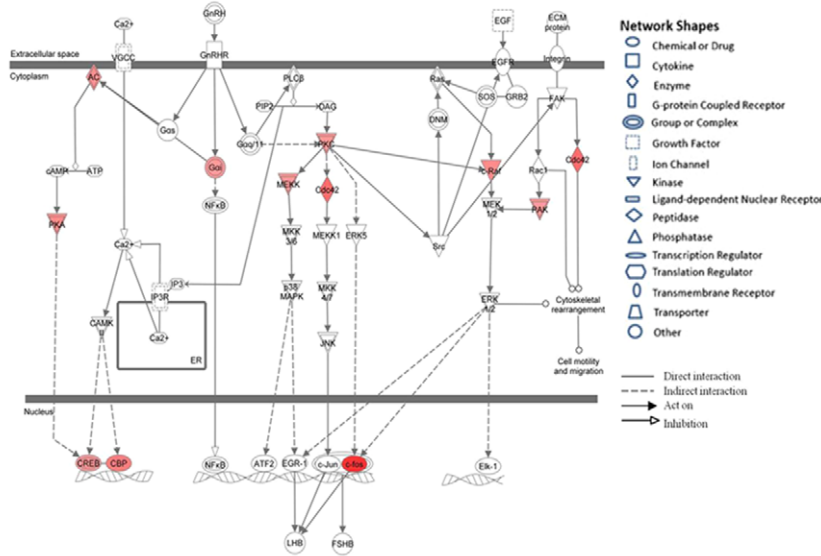 GnRH
EGF
ECM
protein
Ca2+
Extracellular space
Cytoplasm
VGCC
GnRHR
EGFR
Integrin
AC
PLCβ
Ras
SOS
GRB2
FAK
PIP2
DAG
DNM
Gαs
Gαq/11
PKC
cAMP
ATP
Gαi
c-Raf
Rac1
Cdc42
MEKK
Cdc42
NFκB
MEK
1/2
PAK
PKA
MKK
3/6
MEKK1
ERK5
Src
Ca2+
IP3
IP3R
p38
MAPK
MKK
4/7
ERK
1/2
Cytoskeletal
rearrangement
CAMK
II
Ca2+
JNK
ER
Cell motility
and migration
Nucleus
CREB
CBP
NFκB
ATF2
EGR-1
c-Jun
c-fos
Elk-1
LHB
FSHB
Network Shapes
Chemical or Drug
Cytokine
Enzyme
G-protein Coupled Receptor
Group or Complex
Growth Factor
Ion Channel
Kinase
Ligand-dependent Nuclear Receptor
Peptidase
Phosphatase
Transcription Regulator
Translation Regulator
Transmembrane Receptor
Transporter
Other
Direct interaction
Indirect interaction
Act on
Inhibition